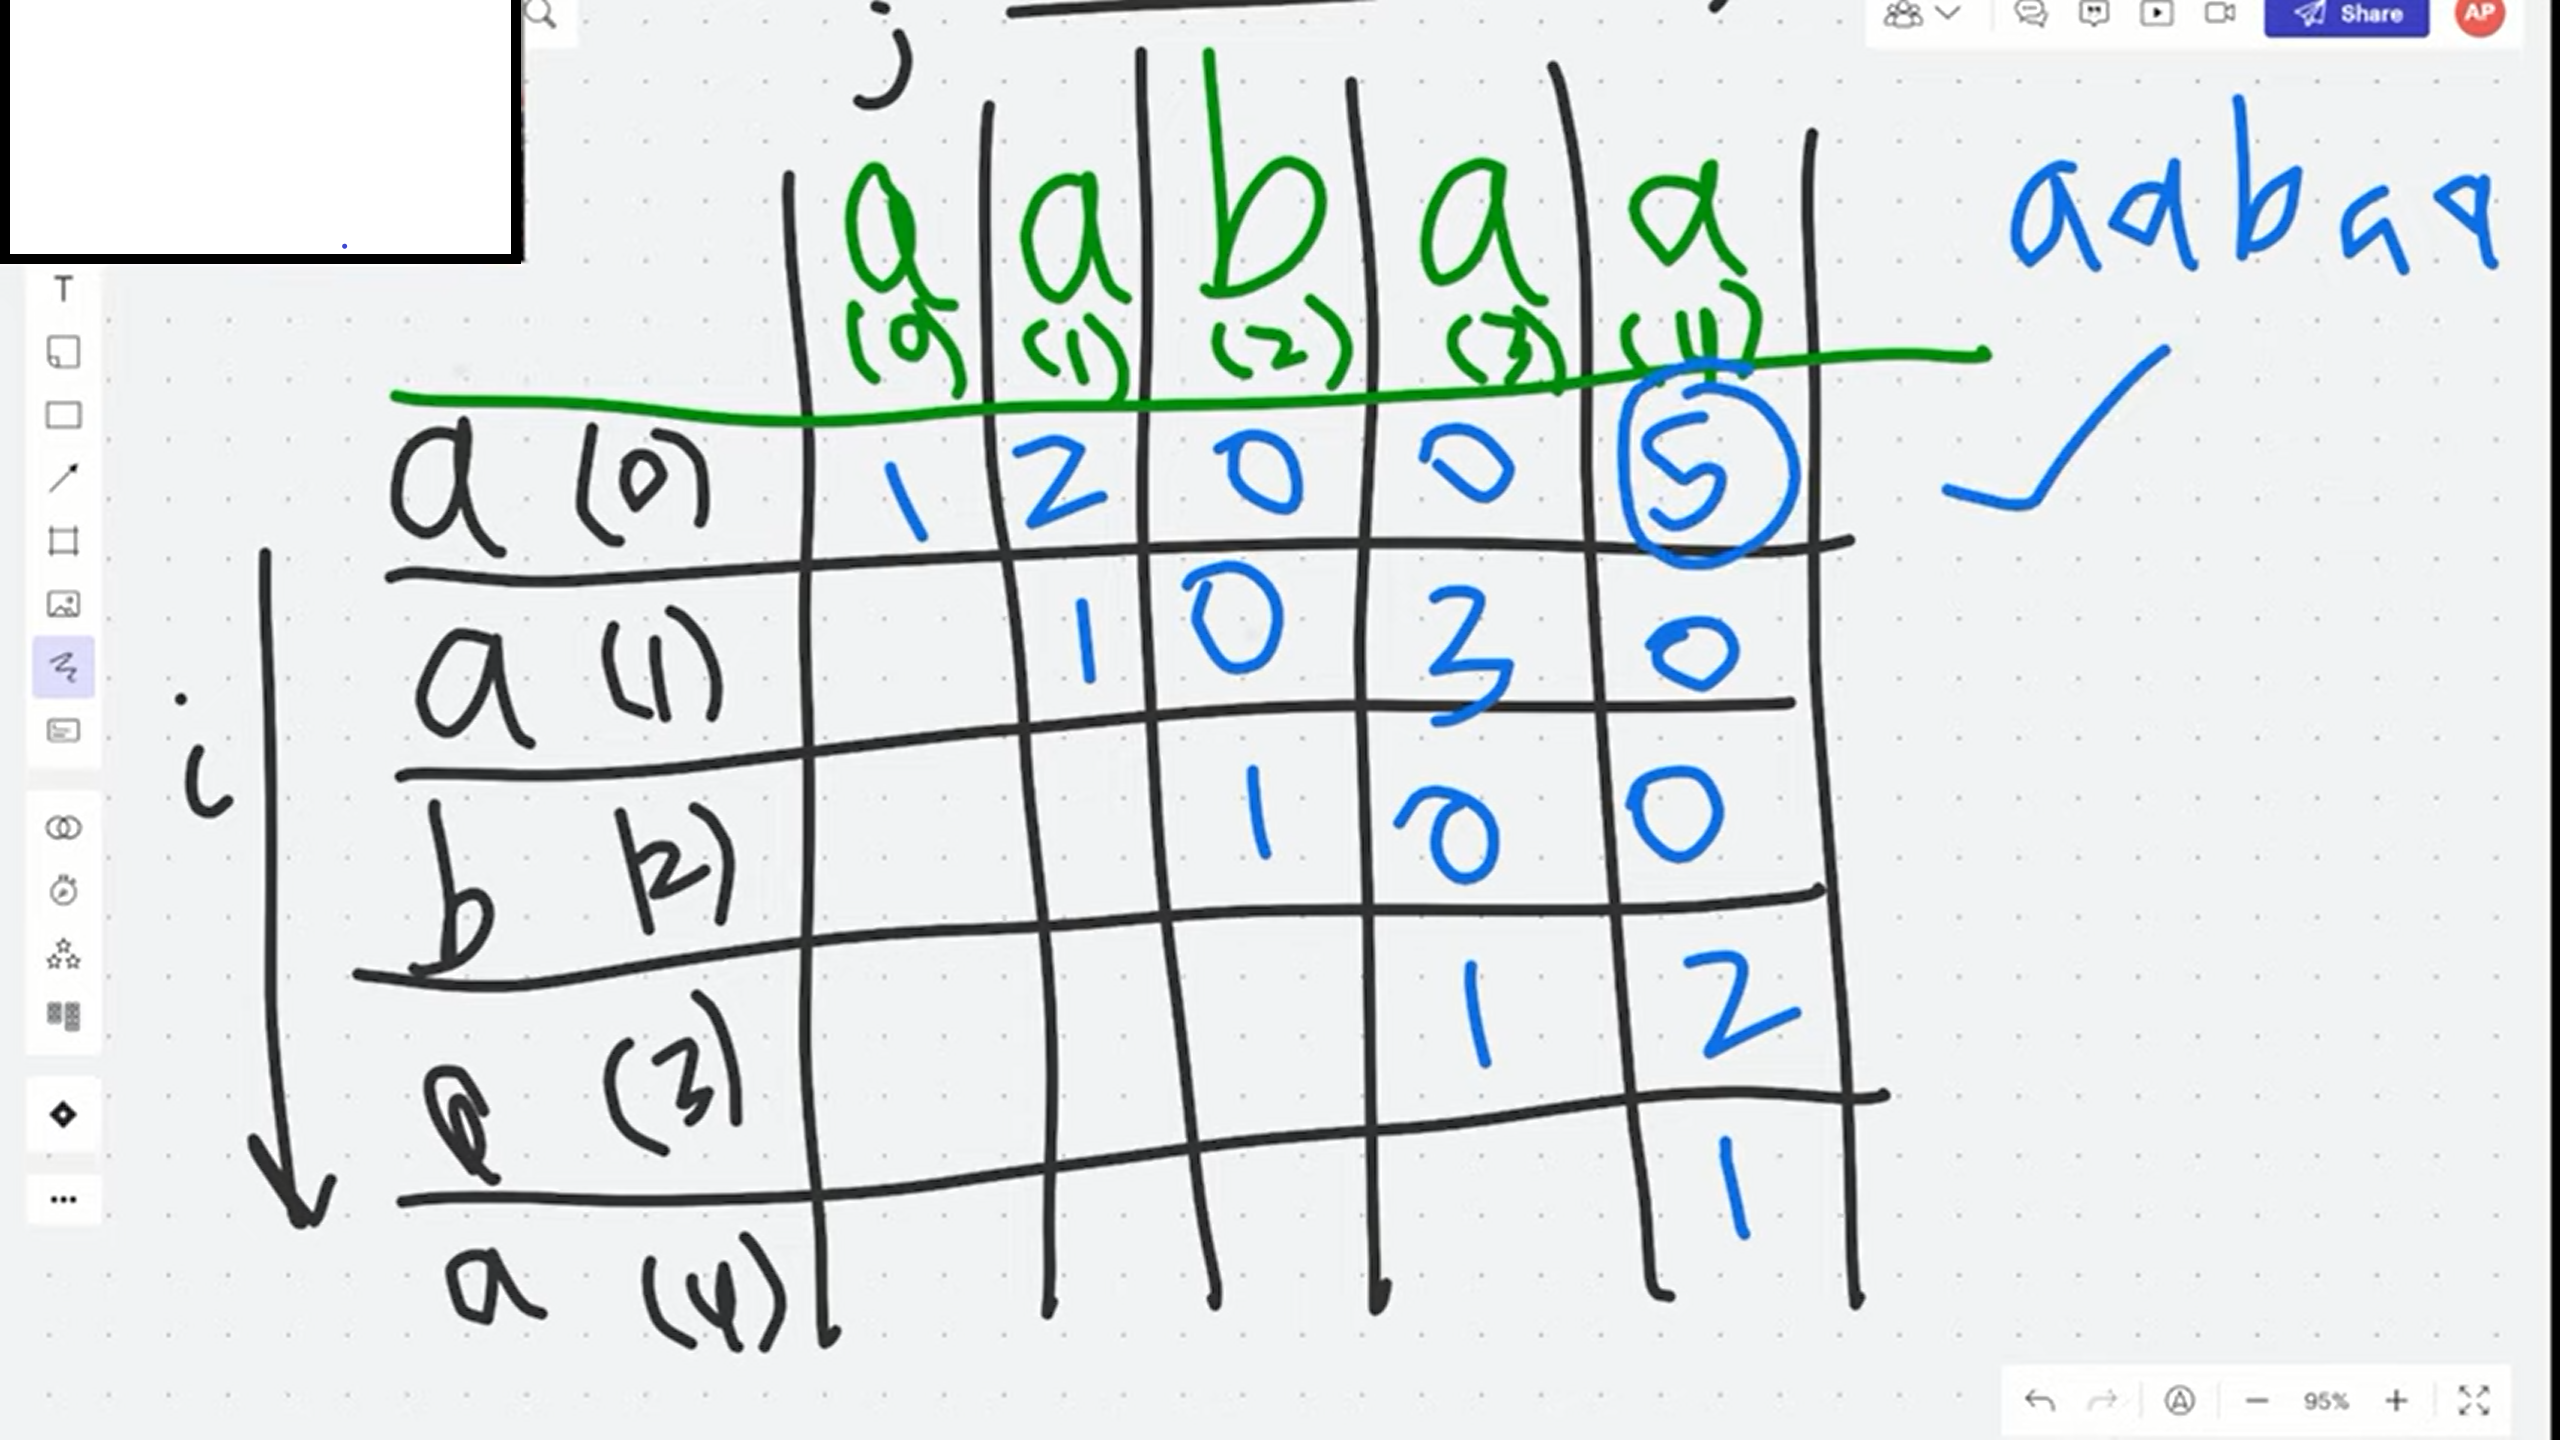 Share AP
j
a a b a a
(0) (1) (2) (3) (4)
aabaa
a (0) 1 2 0 0 5
a (1) 1 0 3 0
i
b (2) 1 0 0
a (3) 1 2
a (4) 1
T
95%